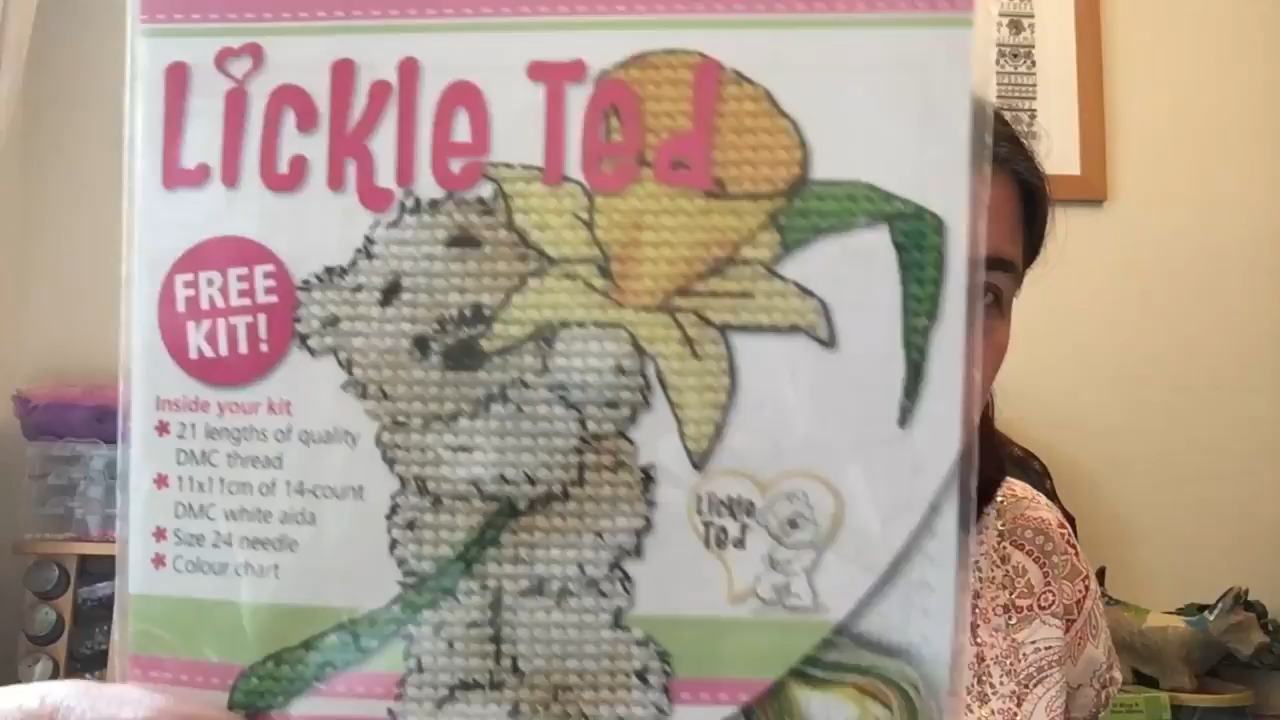 Lickle Ted
FREE
KIT!
Inside your kit
* 21 lengths of quality
DMC thread
* 11x11cm of 14-count
DMC white aida
* Size 24 needle
* Colour chart
Lickle
Ted